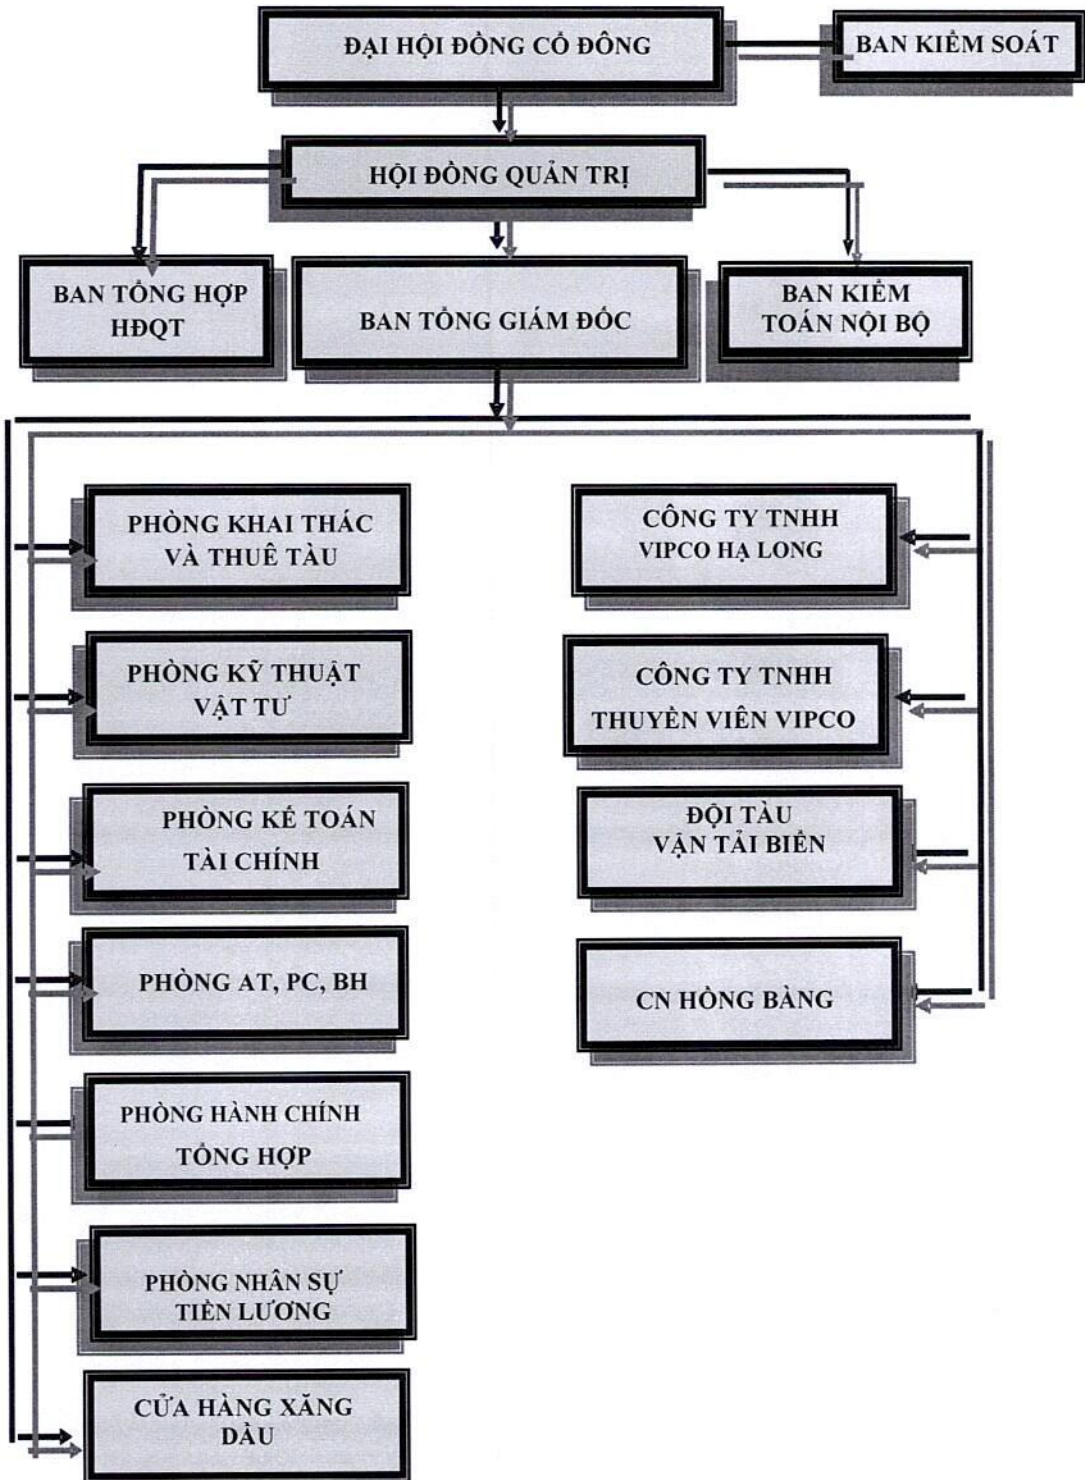 ĐẠI HỘI ĐỒNG CỔ ĐÔNG
BAN KIỂM SOÁT
HỘI ĐỒNG QUẢN TRỊ
BAN TỔNG HỢP
HĐQT
BAN TỔNG GIÁM ĐỐC
BAN KIỂM
TOÁN NỘI BỘ
PHÒNG KHAI THÁC
VÀ THUÊ TÀU
PHÒNG KỸ THUẬT
VẬT TƯ
PHÒNG KẾ TOÁN
TÀI CHÍNH
PHÒNG AT, PC, BH
PHÒNG HÀNH CHÍNH
TỔNG HỢP
PHÒNG NHÂN SỰ
TIỀN LƯƠNG
CỬA HÀNG XĂNG
DẦU
CÔNG TY TNHH
VIPCO HẠ LONG
CÔNG TY TNHH
THUYỀN VIÊN VIPCO
ĐỘI TÀU
VẬN TẢI BIỂN
CN HỒNG BÀNG